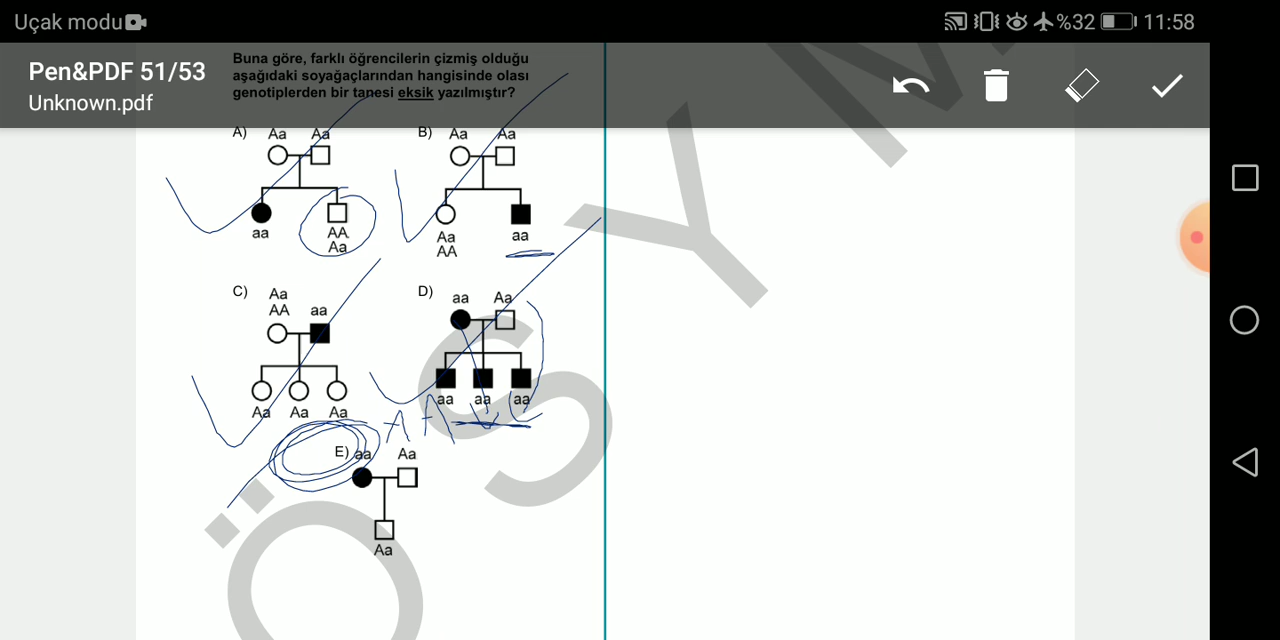 Uçak modu
%32 11:58
Pen&PDF 51/53
Unknown.pdf
Buna göre, farklı öğrencilerin çizmiş olduğu
aşağıdaki soyağaçlarından hangisinde olası
genotiplerden bir tanesi eksik yazılmıştır?
A) Aa Aa
aa
AA
Aa
B) Aa Aa
Aa
AA
aa
C) Aa
AA aa
Aa Aa Aa
D) aa Aa
aa aa aa
A A
E) aa Aa
Aa
ÖSYM